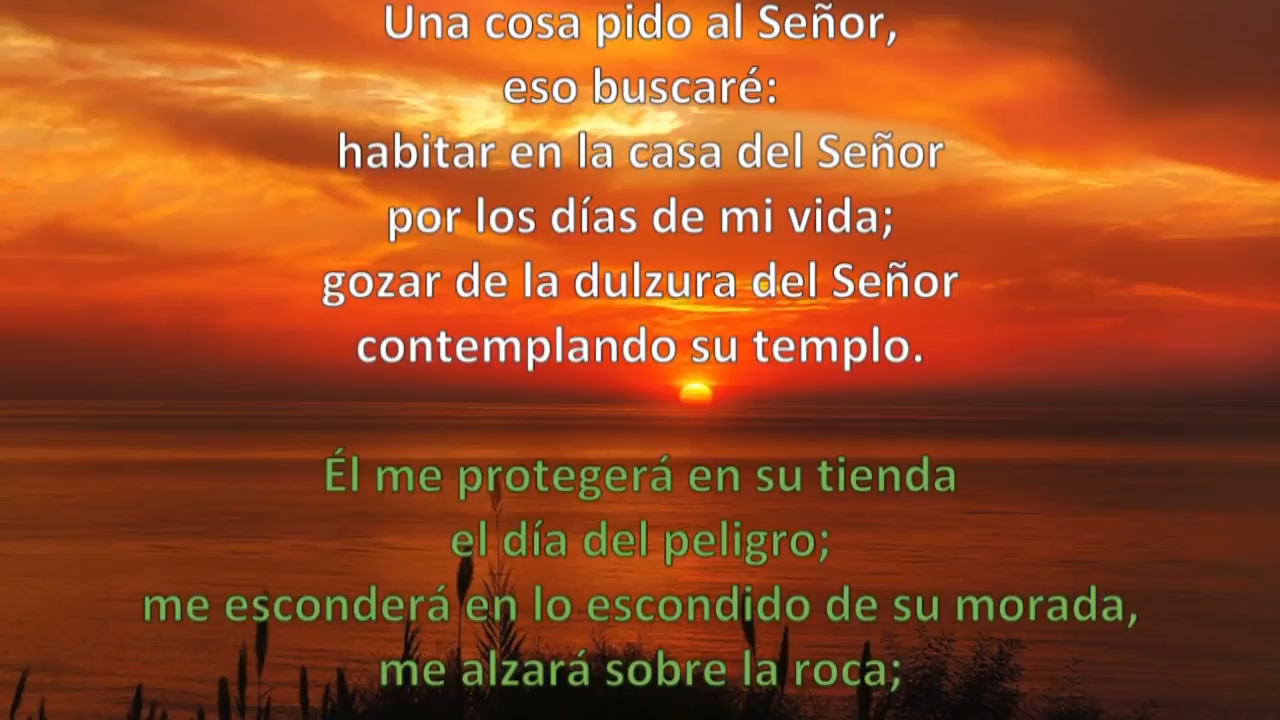 Una cosa pido al Señor,
eso buscaré:
habitar en la casa del Señor
por los días de mi vida;
gozar de la dulzura del Señor
contemplando su templo.
Él me protegerá en su tienda
el día del peligro;
me esconderá en lo escondido de su morada,
me alzará sobre la roca;